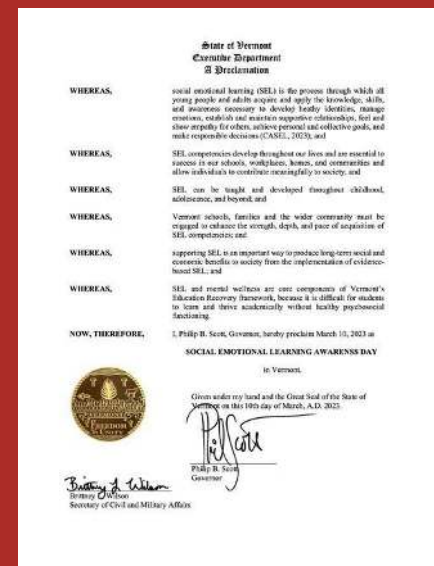 State of Vermont
Executive Department
A Proclamation
WHEREAS, social emotional learning (SEL) is the process through which all
young people and adults acquire and apply the knowledge, skills,
and awareness necessary to develop healthy identities, manage
emotions, establish and maintain supportive relationships, feel and
show empathy for others, achieve personal and collective goals, and
make responsible decisions (CASEL, 2023); and
WHEREAS, SEL competencies develop throughout our lives and are essential to
success in our schools, workplaces, homes, and communities and
allow individuals to contribute meaningfully to society; and
WHEREAS, SEL can be taught and developed throughout childhood,
adolescence, and beyond; and
WHEREAS, Vermont schools, families and the wider community must be
engaged to enhance the strength, depth, and pace of acquisition of
SEL competencies; and
WHEREAS, supporting SEL is an important way to produce long-term social and
economic benefits to society from the implementation of evidence-
based SEL; and
WHEREAS, SEL and mental wellness are core components of Vermont's
Education Recovery framework, because it is difficult for students
to learn and thrive academically without healthy psychosocial
functioning.
NOW, THEREFORE, I, Philip B. Scott, Governor, hereby proclaim March 10, 2023 as
SOCIAL EMOTIONAL LEARNING AWARENSS DAY
in Vermont.
Given under my hand and the Great Seal of the State of
Vermont on this 10th day of March, A.D. 2023.
FREEDOM
& UNITY
Phil Scott
Philip B. Scott
Governor
Brittney L. Wilson
Brittney Wilson
Secretary of Civil and Military Affairs